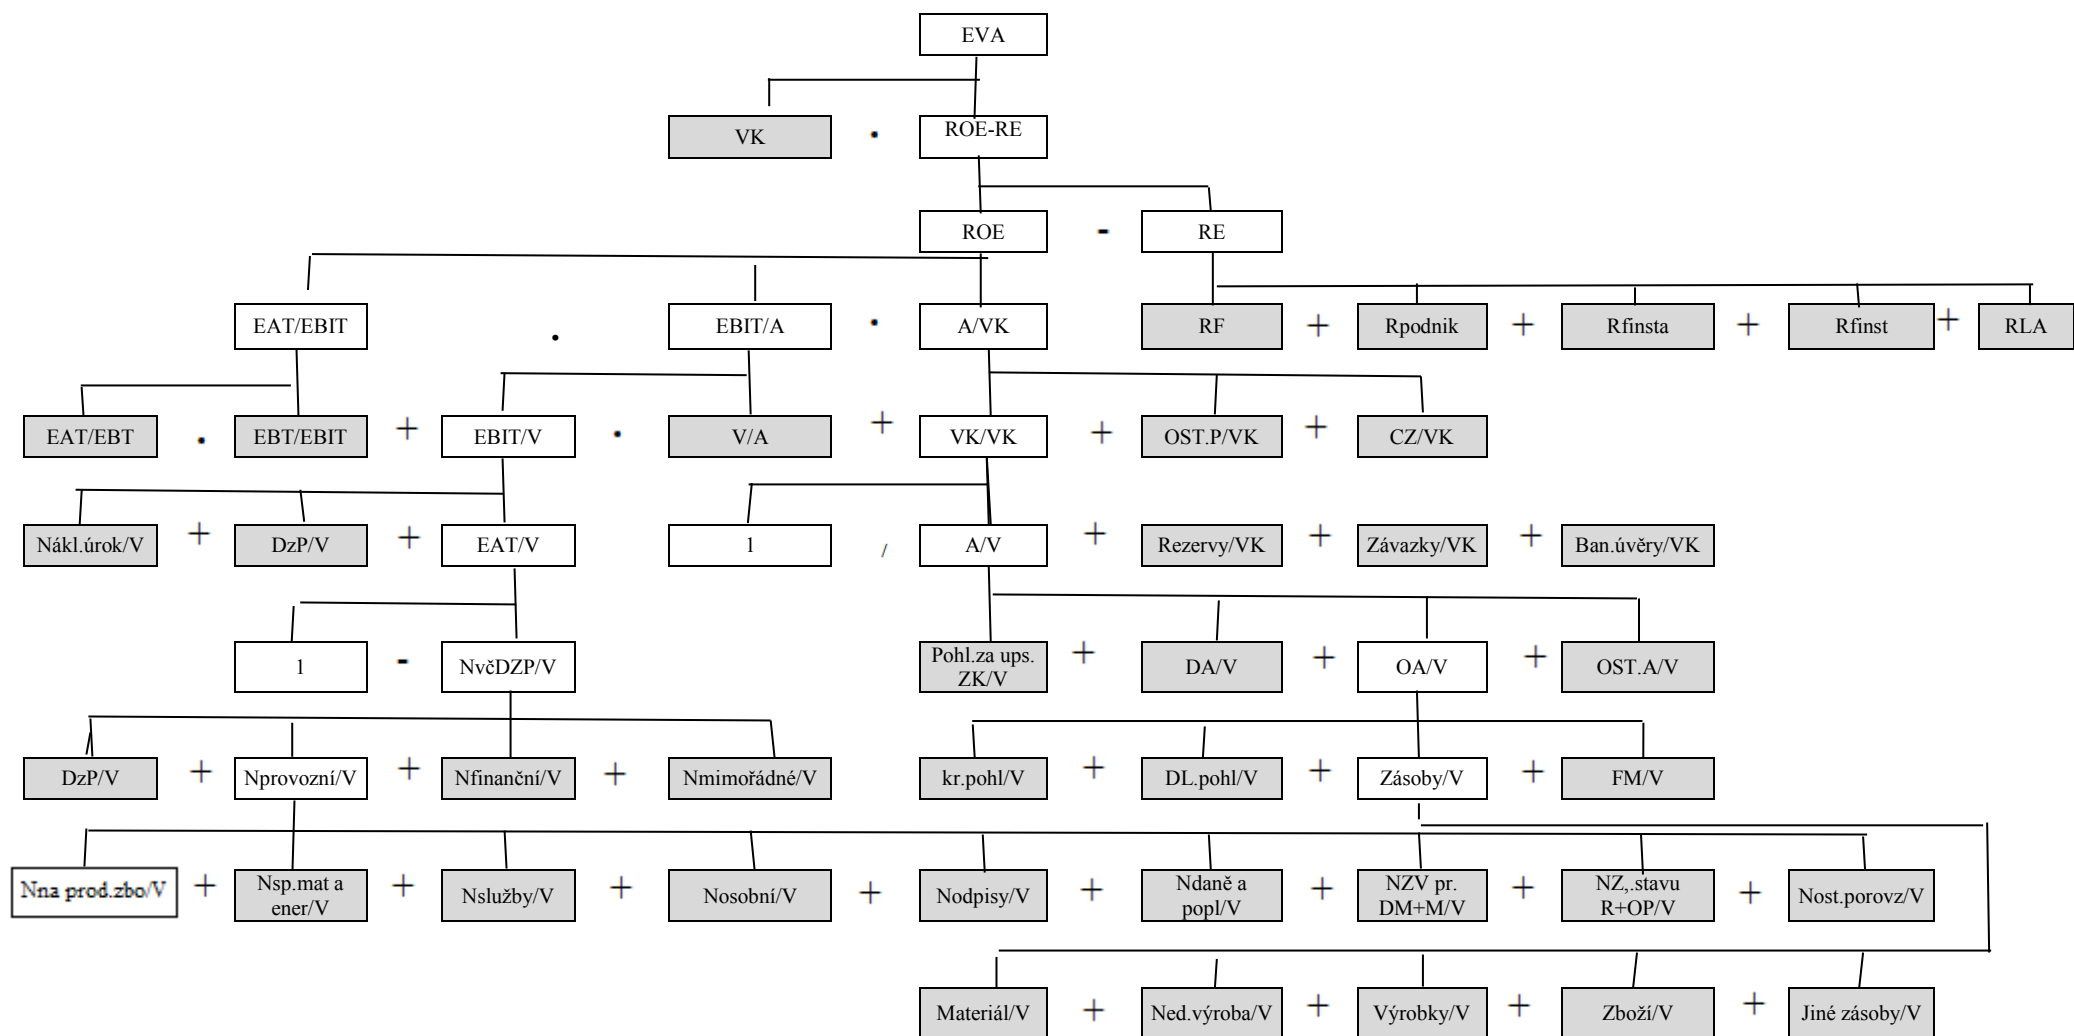 EVA
VK · ROE-RE
ROE - RE
EAT/EBIT . EBIT/A · A/VK RF + Rpodnik + Rfinsta + Rfinst + RLA
EAT/EBT . EBT/EBIT + EBIT/V · V/A + VK/VK + OST.P/VK + CZ/VK
Nákl.úrok/V + DzP/V + EAT/V 1 / A/V + Rezervy/VK + Závazky/VK + Ban.úvěry/VK
1 - NvčDZP/V Pohl.za ups.
ZK/V + DA/V + OA/V + OST.A/V
DzP/V + Nprovozní/V + Nfinanční/V + Nmimořádné/V kr.pohl/V + DL.pohl/V + Zásoby/V + FM/V
Nna prod.zbo/V + Nsp.mat a
ener/V + Nslužby/V + Nosobní/V + Nodpisy/V + Ndaně a
popl/V + NZV pr.
DM+M/V + NZ,.stavu
R+OP/V + Nost.porovz/V
Materiál/V + Ned.výroba/V + Výrobky/V + Zboží/V + Jiné zásoby/V